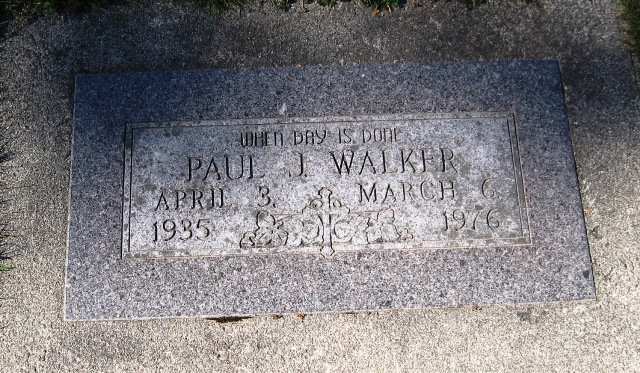 WHEN DAY IS DONE
PAUL J. WALKER
APRIL 3, MARCH 6,
1935 1976